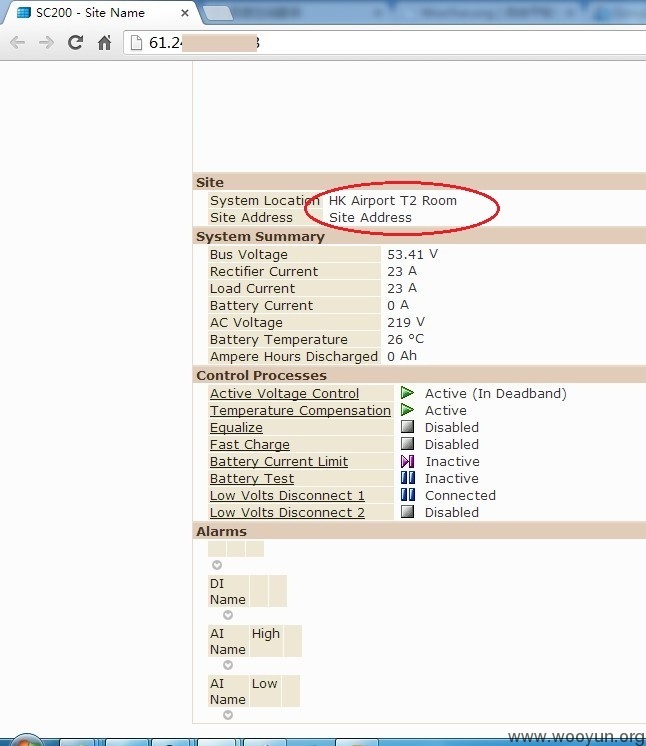 SC200 - Site Name
61.24 3
Site
System Location HK Airport T2 Room
Site Address Site Address
System Summary
Bus Voltage 53.41 V
Rectifier Current 23 A
Load Current 23 A
Battery Current 0 A
AC Voltage 219 V
Battery Temperature 26 °C
Ampere Hours Discharged 0 Ah
Control Processes
Active Voltage Control Active (In Deadband)
Temperature Compensation Active
Equalize Disabled
Fast Charge Disabled
Battery Current Limit Inactive
Battery Test Inactive
Low Volts Disconnect 1 Connected
Low Volts Disconnect 2 Disabled
Alarms
DI
Name
AI High
Name
AI Low
Name
www.wooyun.org